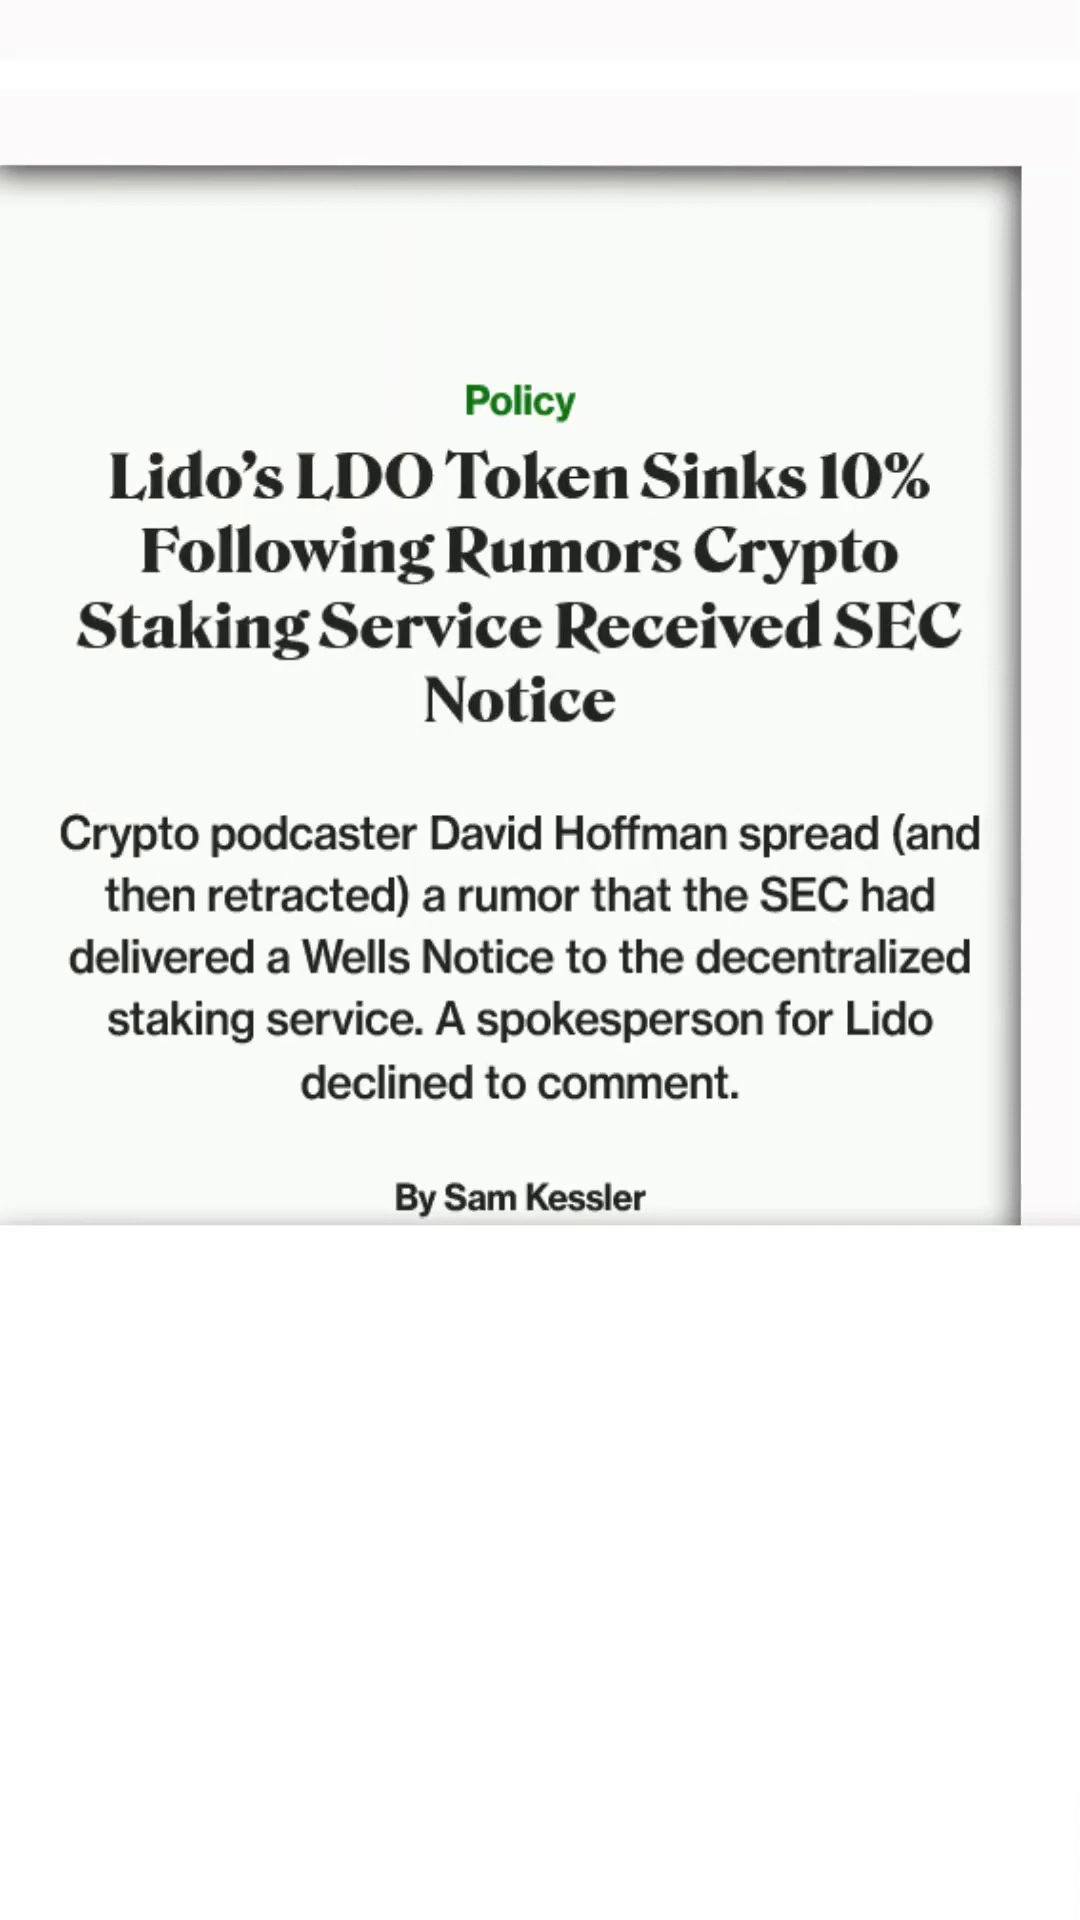 Policy
Lido’s LDO Token Sinks 10%
Following Rumors Crypto
Staking Service Received SEC
Notice
Crypto podcaster David Hoffman spread (and
then retracted) a rumor that the SEC had
delivered a Wells Notice to the decentralized
staking service. A spokesperson for Lido
declined to comment.
By Sam Kessler